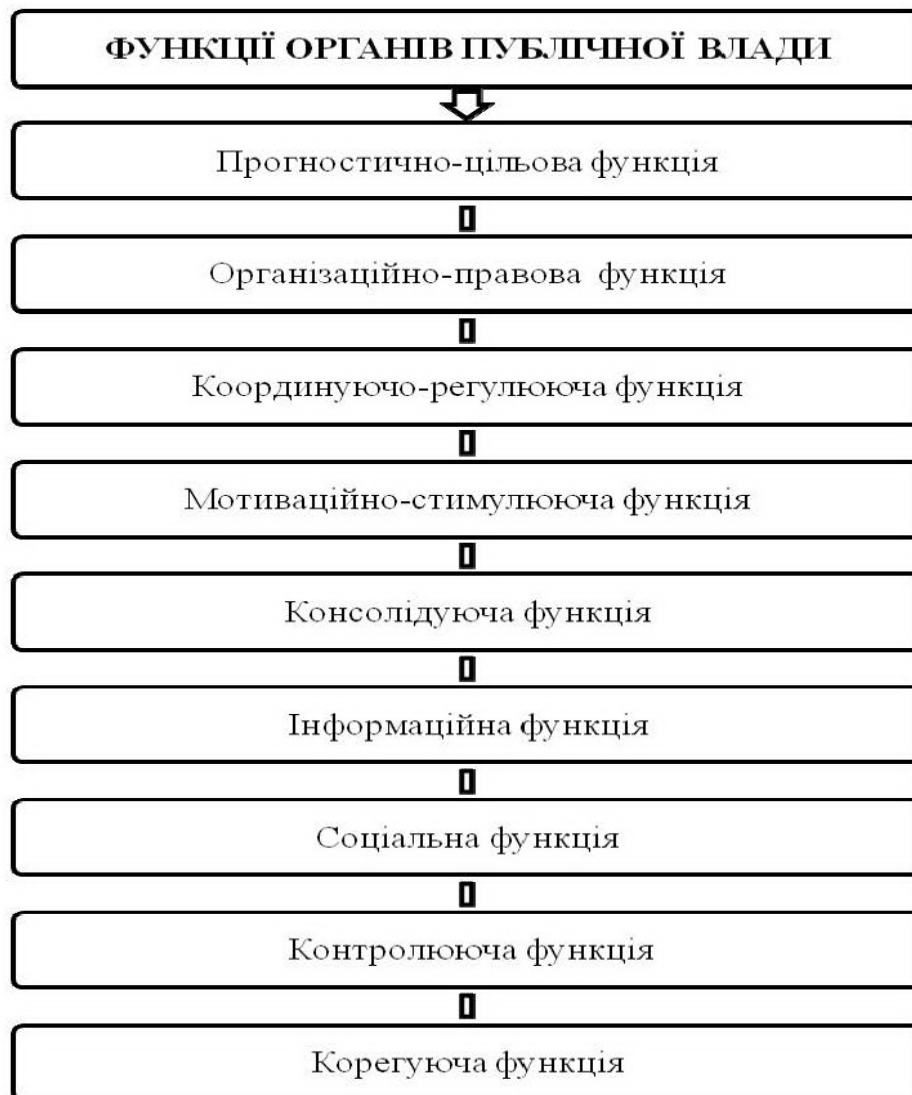 ФУНКЦІЇ ОРГАНІВ ПУБЛІЧНОЇ ВЛАДИ
Прогностично-цільова функція
Організаційно-правова функція
Координуючо-регулююча функція
Мотиваційно-стимулююча функція
Консолідуюча функція
Інформаційна функція
Соціальна функція
Контролююча функція
Корегуюча функція